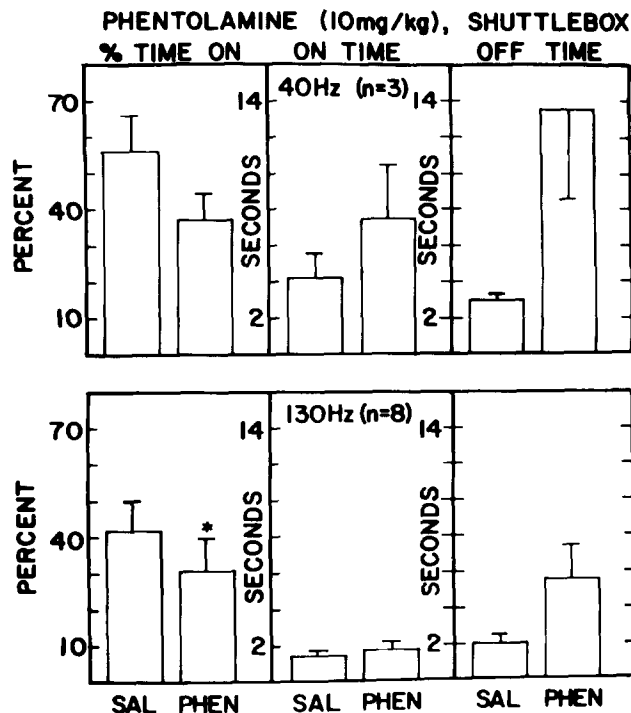 PHENTOLAMINE (10mg/kg), SHUTTLEBOX
% TIME ON ON TIME OFF TIME
40Hz (n=3)
70
40
10
PERCENT
14
2
SECONDS
14
2
SECONDS
130Hz (n=8)
70
40
10
PERCENT
*
14
2
SECONDS
14
2
SECONDS
SAL PHEN SAL PHEN SAL PHEN